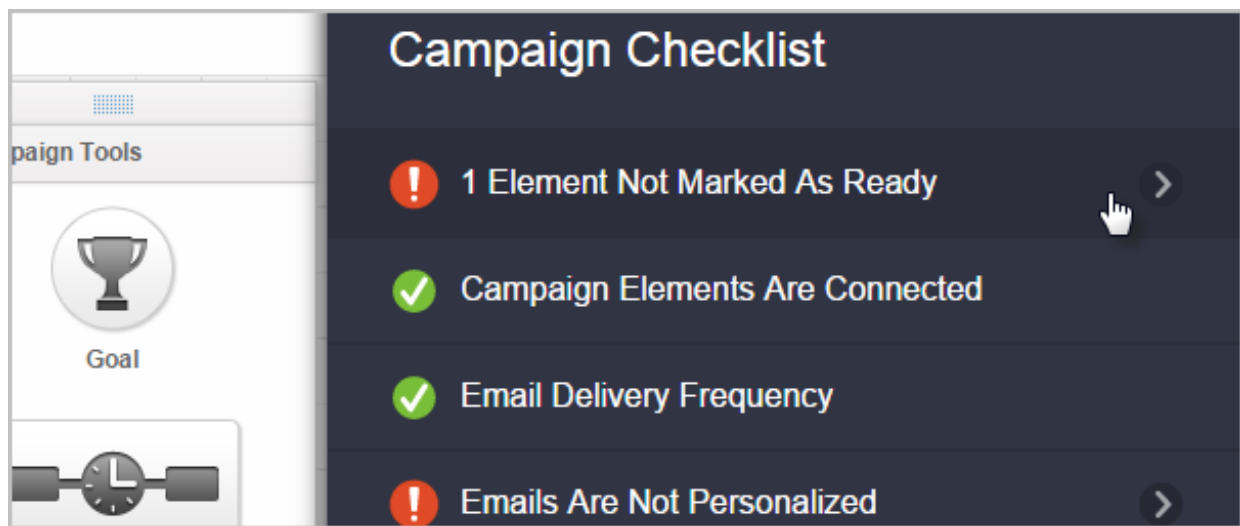 Campaign Checklist
paign Tools
1 Element Not Marked As Ready
Campaign Elements Are Connected
Goal
Email Delivery Frequency
Emails Are Not Personalized